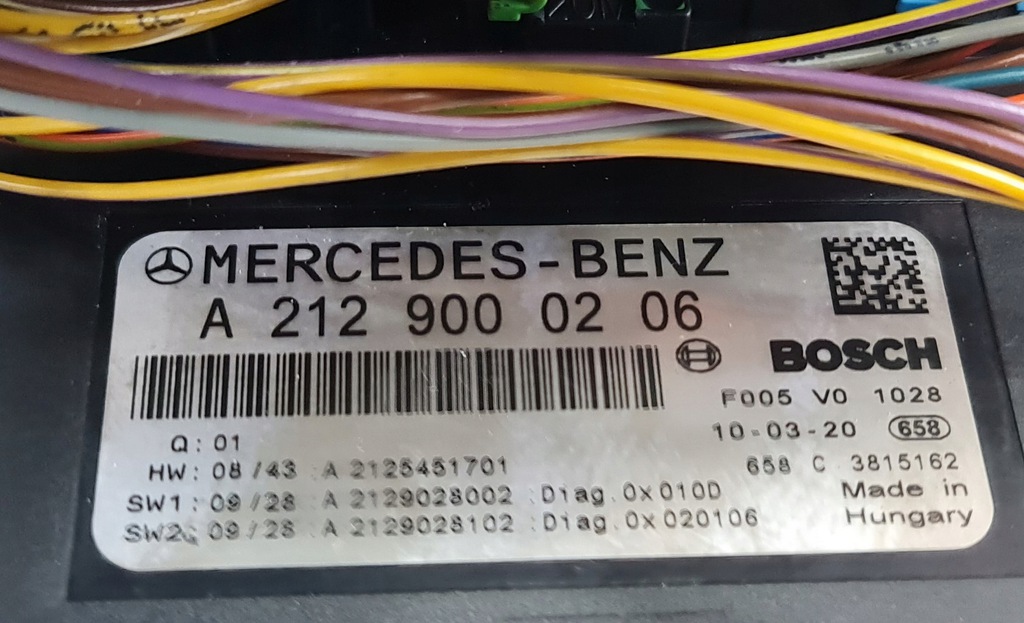 MERCEDES-BENZ
A 212 900 02 06
BOSCH
F005 V0 1028
Q: 01
10-03-20 658
HW: 08/43 A 2125451701
658 C 3815162
SW1: 09/28 A 2129028002 :Diag.0x010D
Made in
SW2: 09/28 A 2129028102 :Diag.0x020106
Hungary